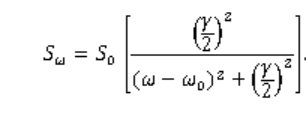 S_ω = S_0 [ (γ/2)^2 / ((ω − ω_0)^2 + (γ/2)^2) ].